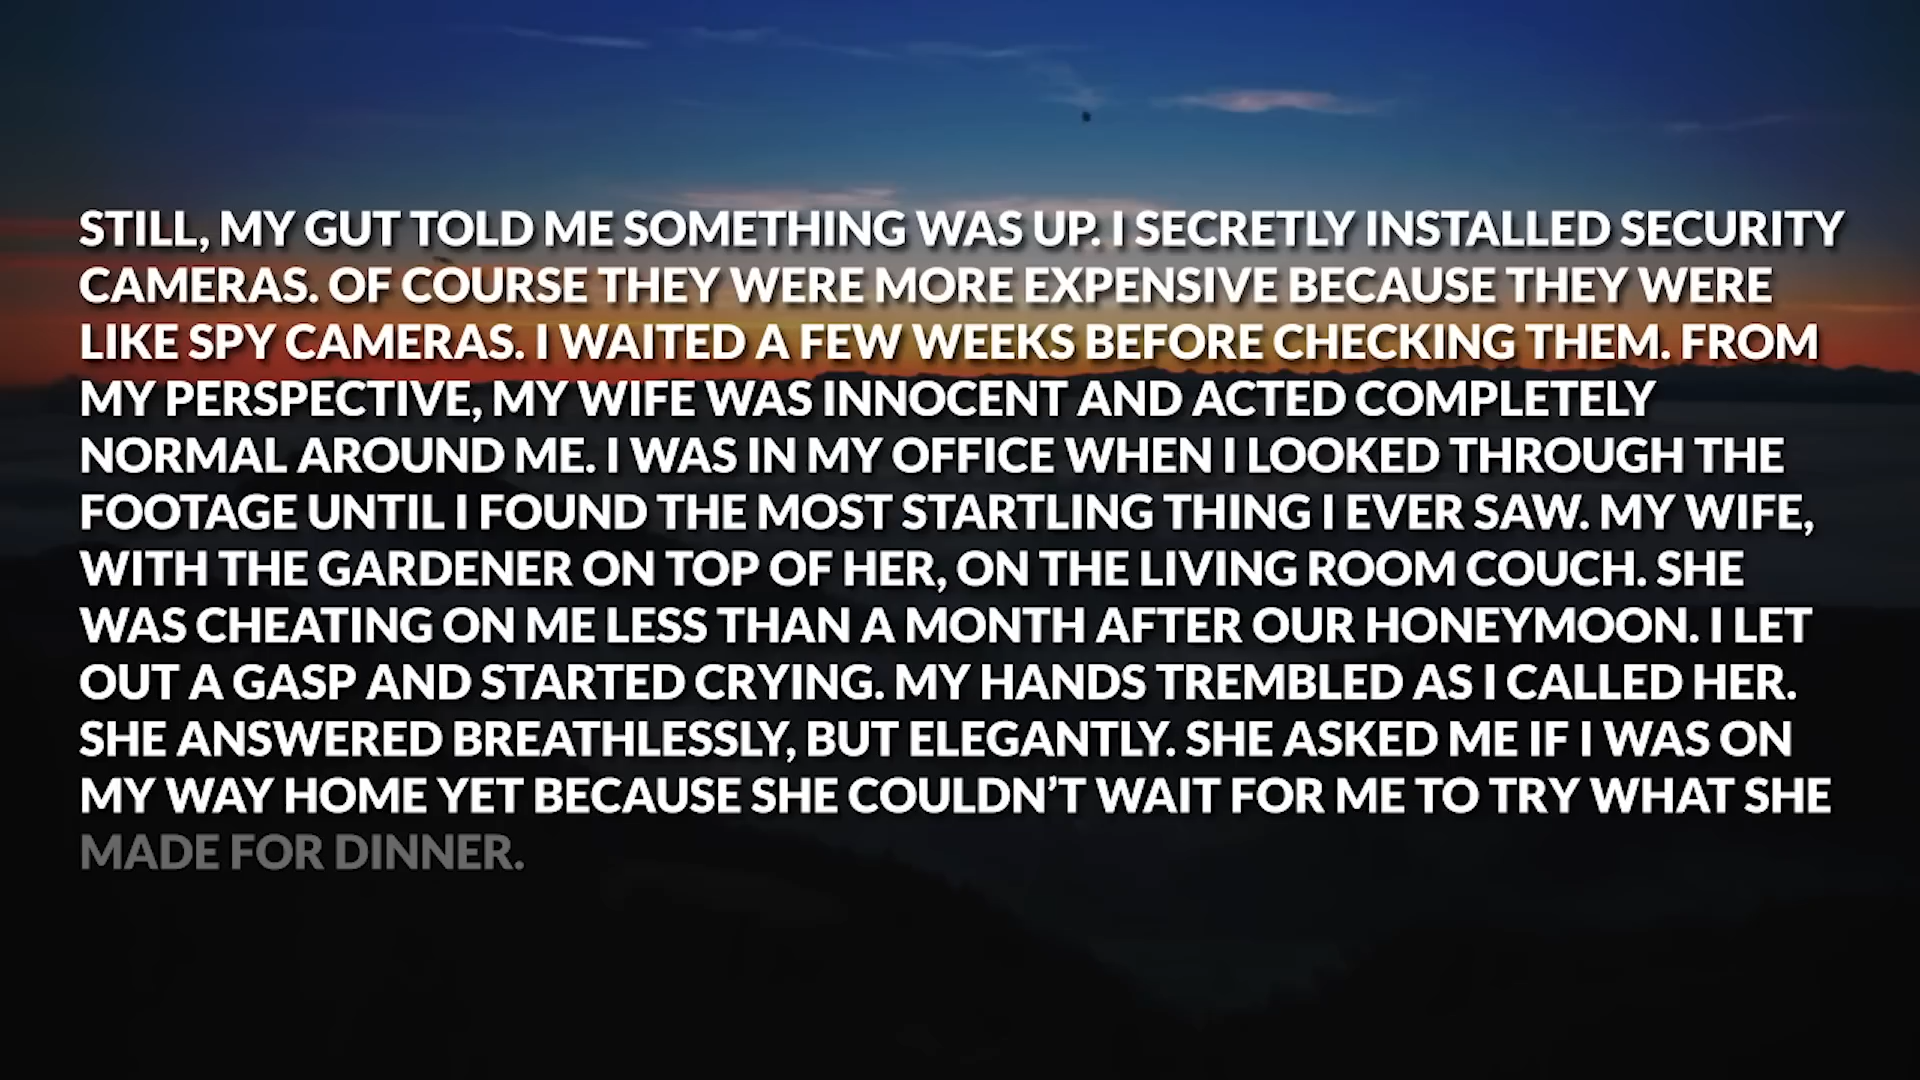 STILL, MY GUT TOLD ME SOMETHING WAS UP. I SECRETLY INSTALLED SECURITY
CAMERAS. OF COURSE THEY WERE MORE EXPENSIVE BECAUSE THEY WERE
LIKE SPY CAMERAS. I WAITED A FEW WEEKS BEFORE CHECKING THEM. FROM
MY PERSPECTIVE, MY WIFE WAS INNOCENT AND ACTED COMPLETELY
NORMAL AROUND ME. I WAS IN MY OFFICE WHEN I LOOKED THROUGH THE
FOOTAGE UNTIL I FOUND THE MOST STARTLING THING I EVER SAW. MY WIFE,
WITH THE GARDENER ON TOP OF HER, ON THE LIVING ROOM COUCH. SHE
WAS CHEATING ON ME LESS THAN A MONTH AFTER OUR HONEYMOON. I LET
OUT A GASP AND STARTED CRYING. MY HANDS TREMBLED AS I CALLED HER.
SHE ANSWERED BREATHLESSLY, BUT ELEGANTLY. SHE ASKED ME IF I WAS ON
MY WAY HOME YET BECAUSE SHE COULDN’T WAIT FOR ME TO TRY WHAT SHE
MADE FOR DINNER.